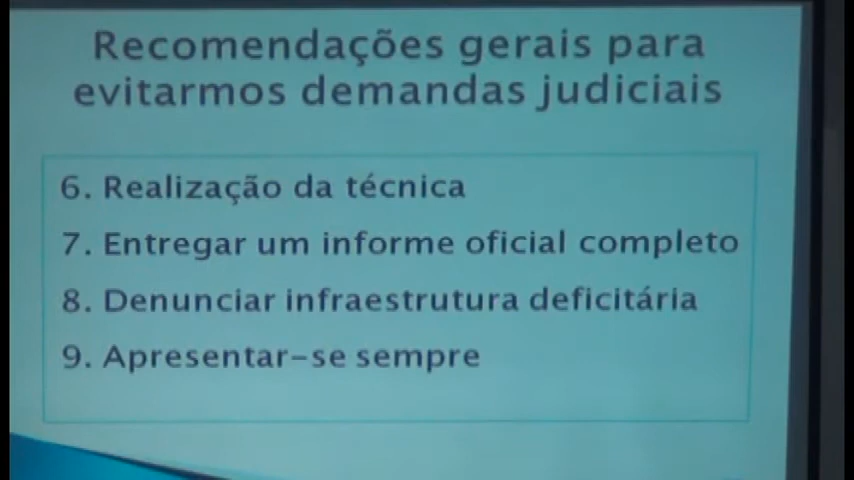 Recomendações gerais para
evitarmos demandas judiciais
6. Realização da técnica
7. Entregar um informe oficial completo
8. Denunciar infraestrutura deficitária
9. Apresentar-se sempre